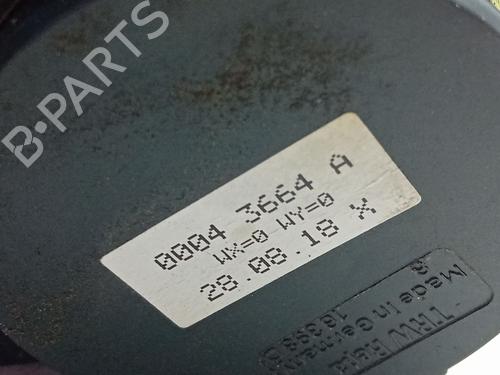 B-PARTS
0004 3664 A
WX=0 WY=0
28.08.18 X
TRW
Made in Germany